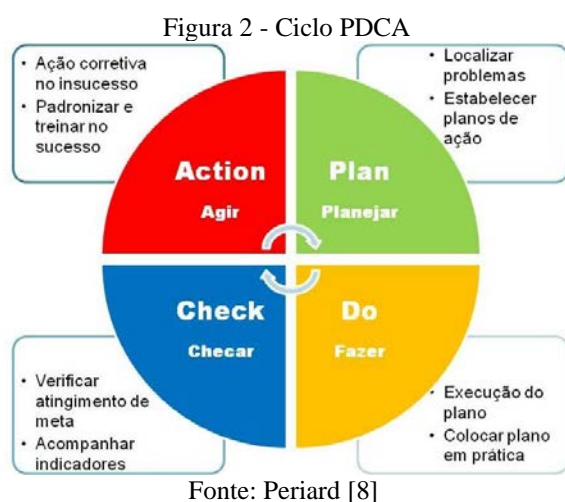 Figura 2 - Ciclo PDCA
• Ação corretiva
no insucesso
• Padronizar e
treinar no
sucesso
• Localizar
problemas
• Estabelecer
planos de
ação
Action
Agir
Plan
Planejar
Check
Checar
Do
Fazer
• Verificar
atingimento de
meta
• Acompanhar
indicadores
• Execução do
plano
• Colocar plano
em prática
Fonte: Periard [8]